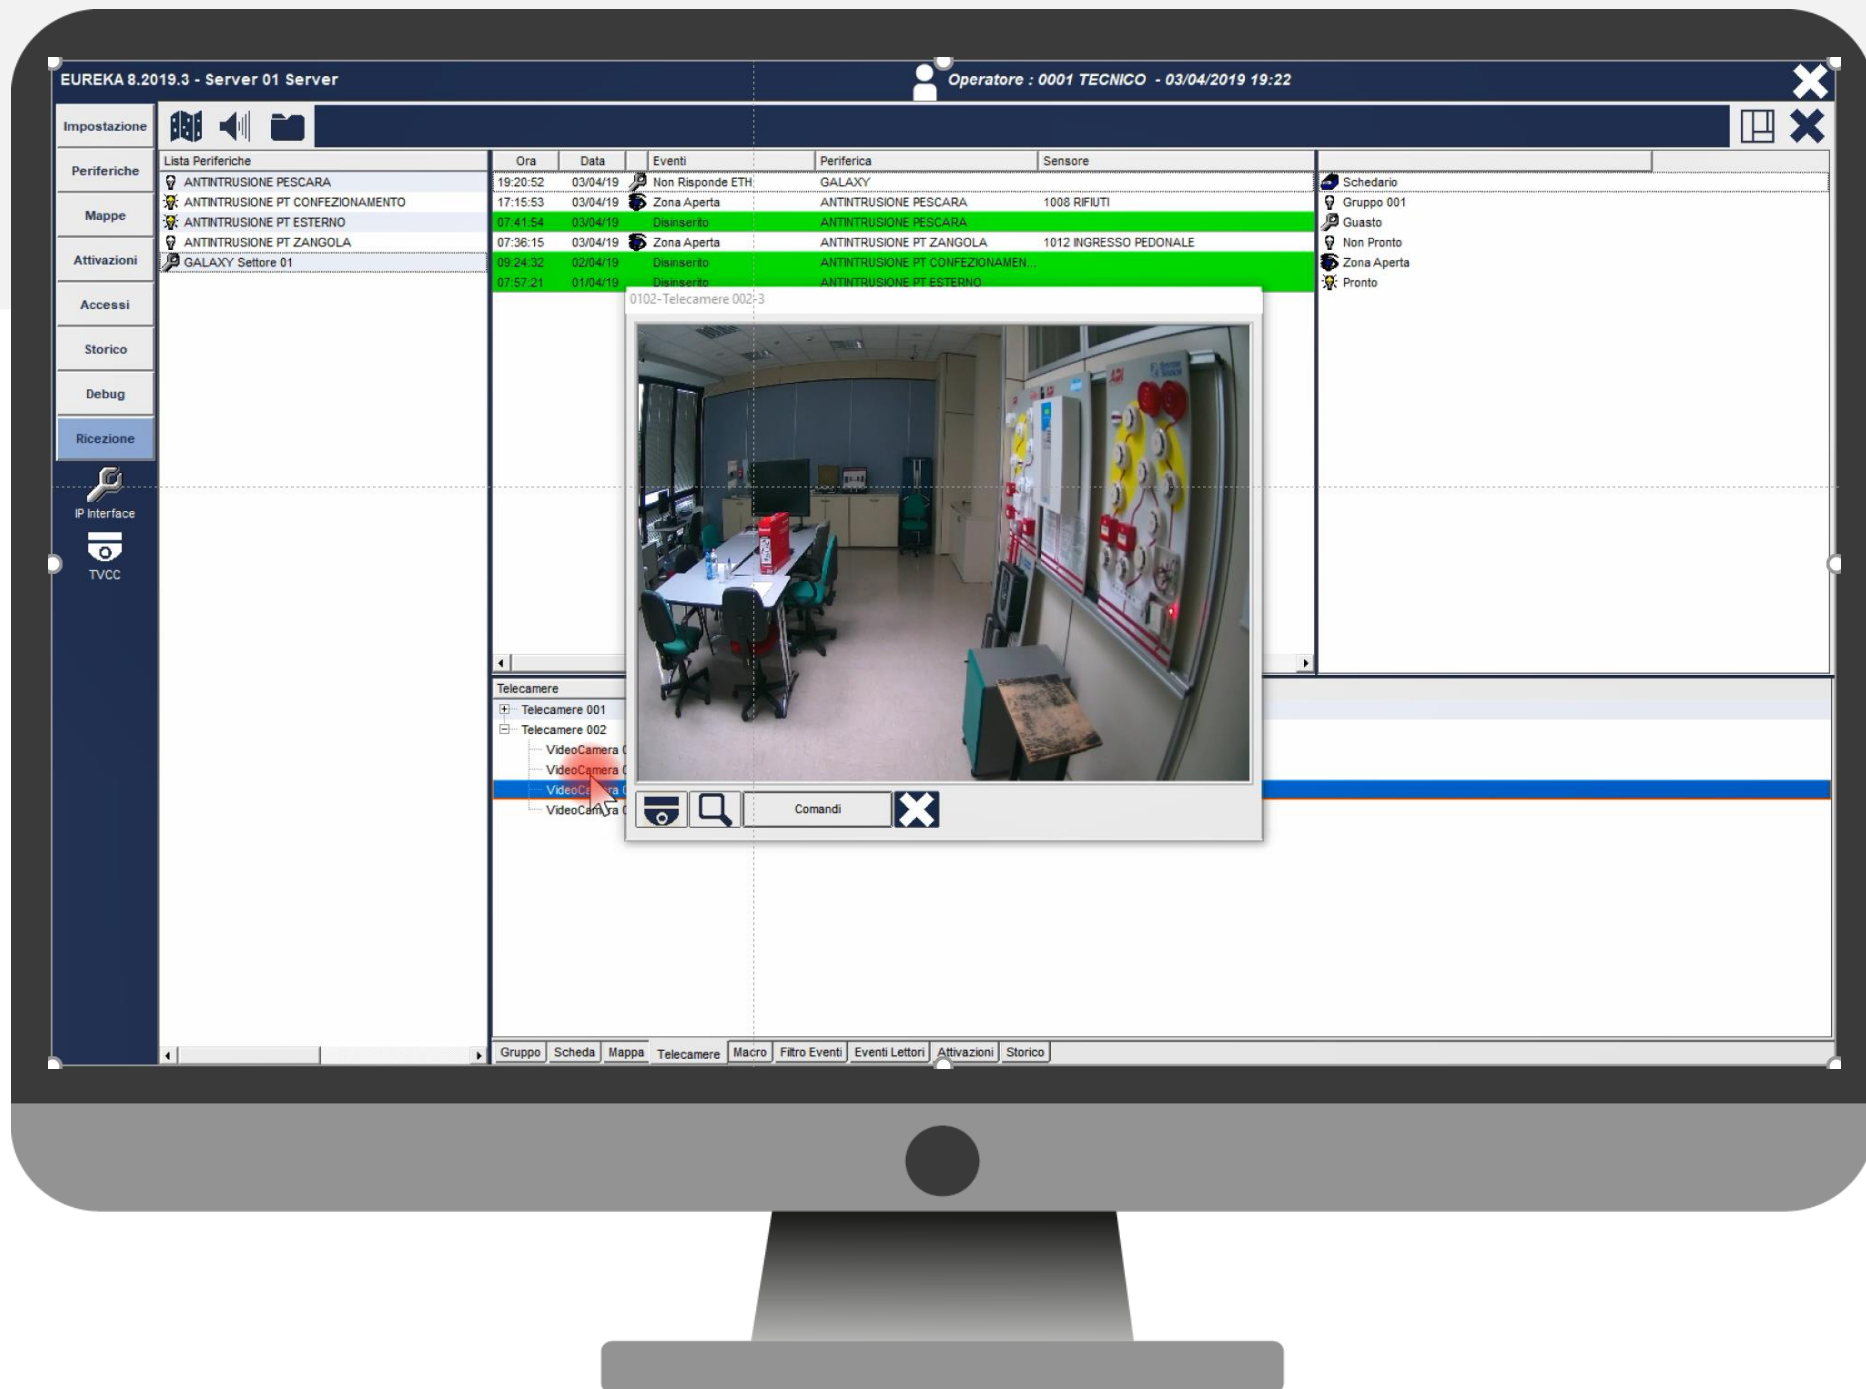 EUREKA 8.2019.3 - Server 01 Server
Operatore : 0001 TECNICO - 03/04/2019 19:22
Impostazione
Periferiche
Mappe
Attivazioni
Accessi
Storico
Debug
Ricezione
IP Interface
TVCC
Lista Periferiche
ANTINTRUSIONE PESCARA
ANTINTRUSIONE PT CONFEZIONAMENTO
ANTINTRUSIONE PT ESTERNO
ANTINTRUSIONE PT ZANGOLA
GALAXY Settore 01
Ora Data Eventi Periferica Sensore
19:20:52 03/04/19 Non Risponde ETH GALAXY
17:15:53 03/04/19 Zona Aperta ANTINTRUSIONE PESCARA 1008 RIFIUTI
07:41:54 03/04/19 Disinserito ANTINTRUSIONE PESCARA
07:36:15 03/04/19 Zona Aperta ANTINTRUSIONE PT ZANGOLA 1012 INGRESSO PEDONALE
09:24:32 02/04/19 Disinserito ANTINTRUSIONE PT CONFEZIONAMEN...
07:57:21 01/04/19 Disinserito ANTINTRUSIONE PT ESTERNO
Schedario
Gruppo 001
Guasto
Non Pronto
Zona Aperta
Pronto
0102-Telecamere 002-3
ADI
Comandi
Telecamere
Telecamere 001
Telecamere 002
VideoCamera 0
VideoCamera 0
VideoCamera 0
VideoCamera 0
Gruppo Scheda Mappa Telecamere Macro Filtro Eventi Eventi Lettori Attivazioni Storico